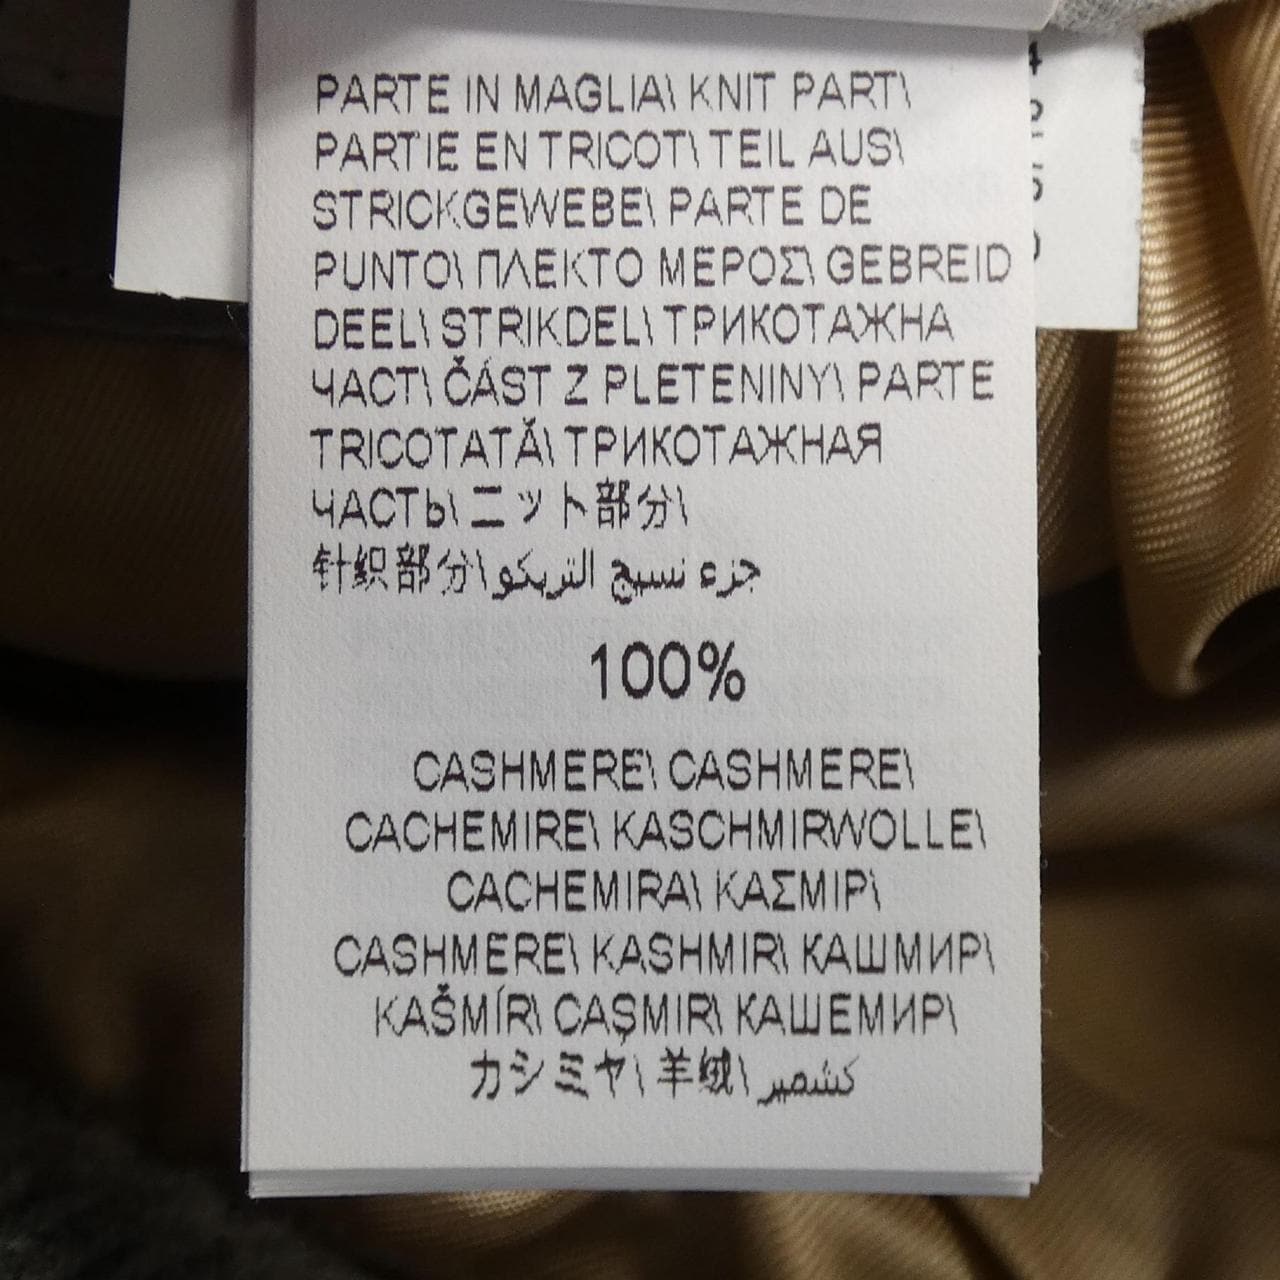 PARTE IN MAGLIA\ KNIT PART\
PARTIE EN TRICOT\ TEIL AUS\
STRICKGEWEBE\ PARTE DE
PUNTO\ ΠΛΕΚΤΟ ΜΕΡΟΣ\ GEBREID
DEEL\ STRIKDEL\ ТРИКОТАЖНА
ЧАСТ\ ČÁST Z PLETENINY\ PARTE
TRICOTATĂ\ ТРИКОТАЖНАЯ
ЧАСТЬ\ ニット部分\
针织部分\ جزء نسيج التريكو
100%
CASHMERE\ CASHMERE\
CACHEMIRE\ KASCHMIRWOLLE\
CACHEMIRA\ ΚΑΣΜΙΡ\
CASHMERE\ KASHMIR\ КАШМИР\
KAŠMÍR\ CAŞMIR\ КАШЕМИР\
カシミヤ\ 羊绒\ كشمير